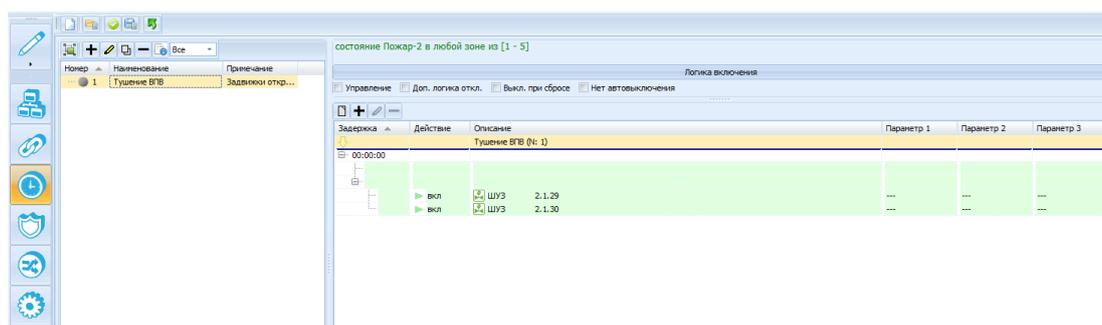 Все
Номер Наименование Примечание
1 Тушение ВПВ Задвижки откр...
состояние Пожар-2 в любой зоне из [1 - 5]
Логика включения
Управление Доп. логика откл. Выкл. при сбросе Нет автовыключения
Задержка Действие Описание Параметр 1 Параметр 2 Параметр 3
Тушение ВПВ (N: 1)
00:00:00
вкл ШУЗ 2.1.29 --- --- ---
вкл ШУЗ 2.1.30 --- --- ---